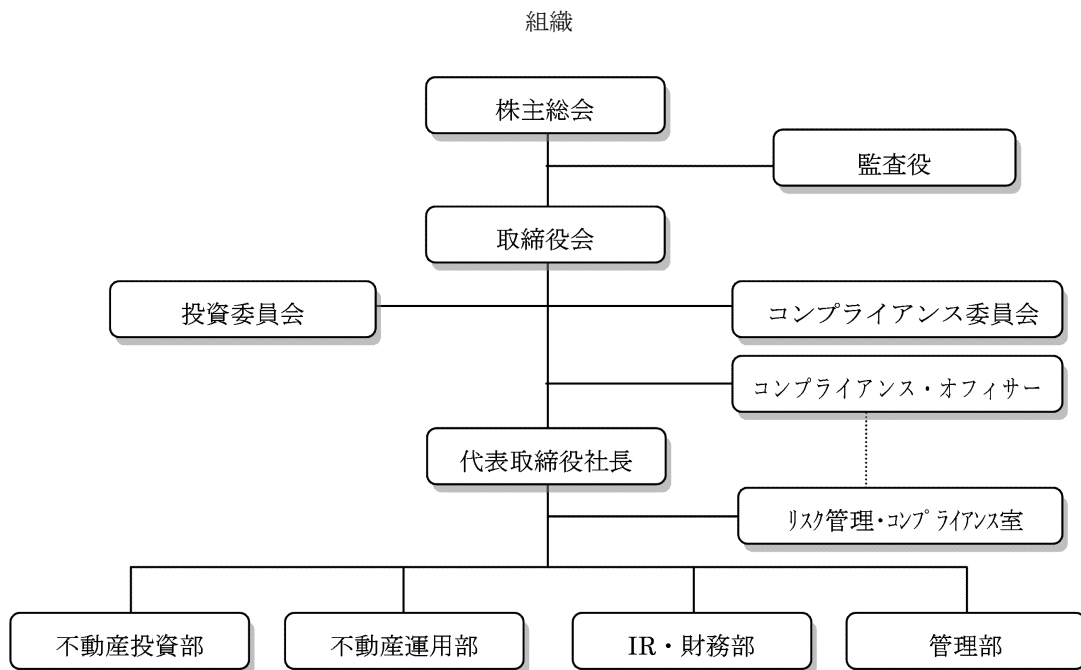 組織
株主総会
監査役
取締役会
投資委員会
コンプライアンス委員会
コンプライアンス・オフィサー
代表取締役社長
ﾘｽｸ管理・ｺﾝﾌﾟﾗｲｱﾝｽ室
不動産投資部
不動産運用部
IR・財務部
管理部